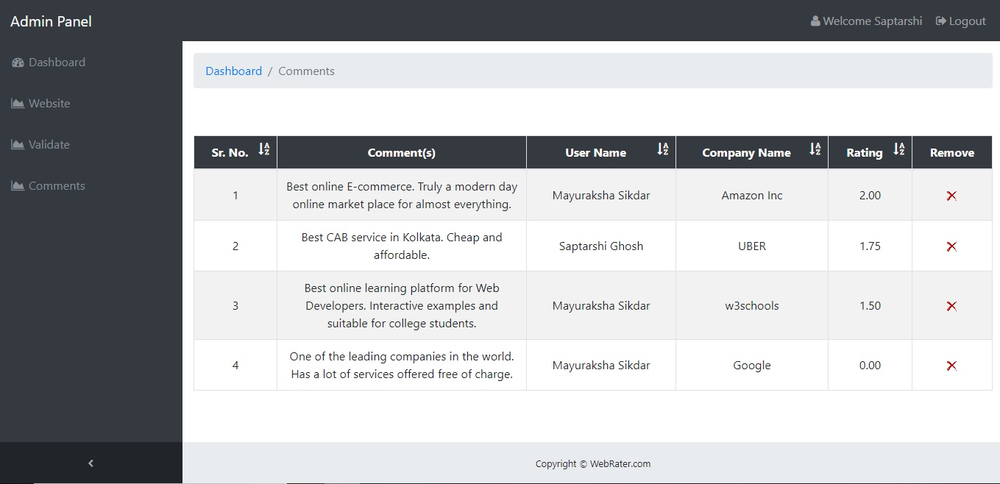 Admin Panel
Welcome Saptarshi
Logout
Dashboard
Website
Validate
Comments
Dashboard / Comments
Sr. No. Comment(s) User Name Company Name Rating Remove
1
Best online E-commerce. Truly a modern day
online market place for almost everything.
Mayuraksha Sikdar
Amazon Inc
2.00
2
Best CAB service in Kolkata. Cheap and
affordable.
Saptarshi Ghosh
UBER
1.75
3
Best online learning platform for Web
Developers. Interactive examples and
suitable for college students.
Mayuraksha Sikdar
w3schools
1.50
4
One of the leading companies in the world.
Has a lot of services offered free of charge.
Mayuraksha Sikdar
Google
0.00
Copyright © WebRater.com